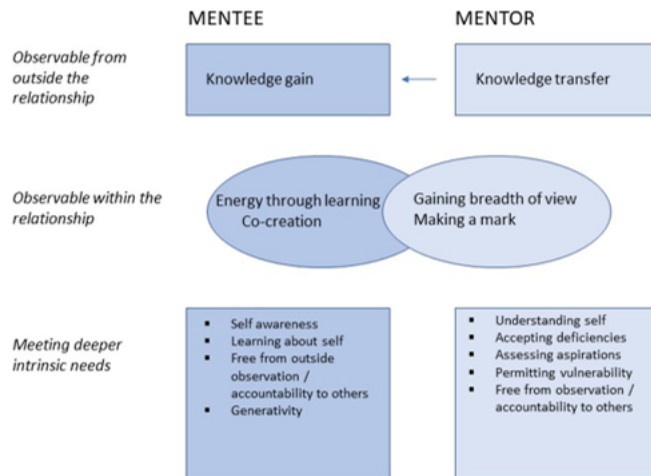 MENTEE
MENTOR
Observable from
outside the
relationship
Knowledge gain
Knowledge transfer
Observable within the
relationship
Energy through learning
Co-creation
Gaining breadth of view
Making a mark
Meeting deeper
intrinsic needs
▪ Self awareness
▪ Learning about self
▪ Free from outside
observation /
accountability to others
▪ Generativity
▪ Understanding self
▪ Accepting deficiencies
▪ Assessing aspirations
▪ Permitting vulnerability
▪ Free from observation /
accountability to others